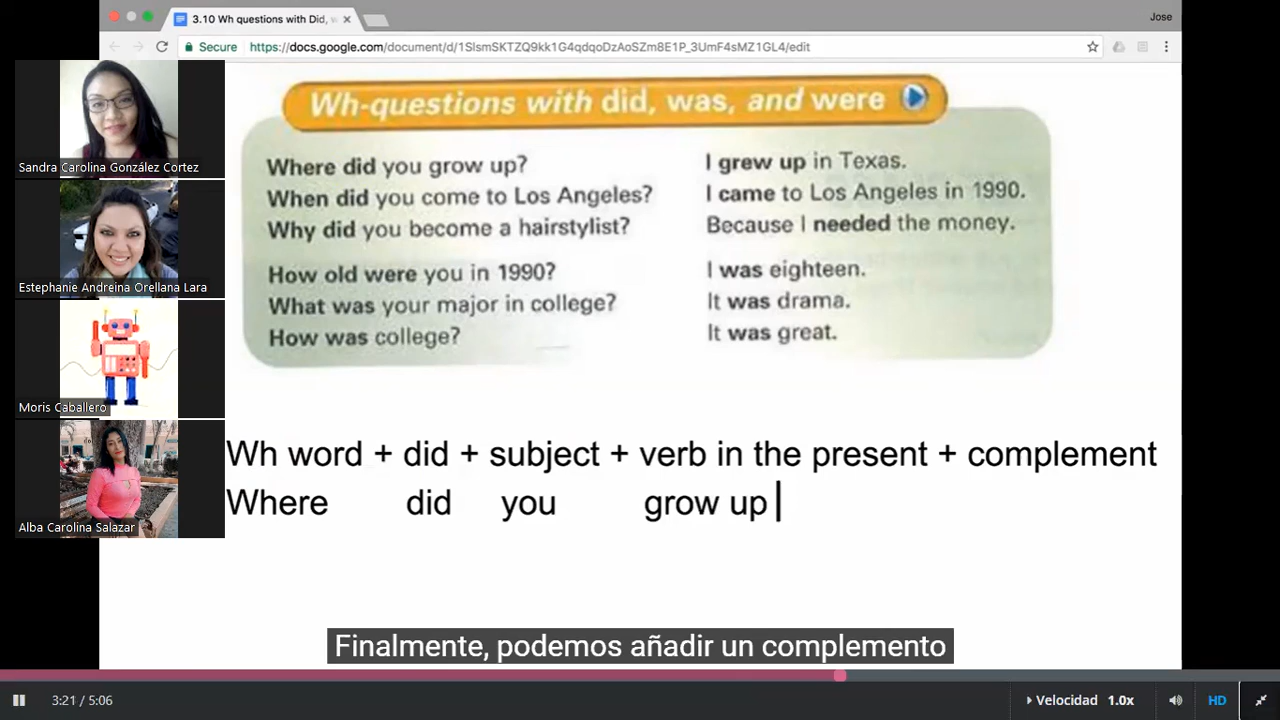 3.10 Wh questions with Did, w
Jose
Secure https://docs.google.com/document/d/1SlsmSKTZQ9kk1G4qdqoDzAoSZm8E1P_3UmF4sMZ1GL4/edit
Wh-questions with did, was, and were
Where did you grow up? I grew up in Texas.
When did you come to Los Angeles? I came to Los Angeles in 1990.
Why did you become a hairstylist? Because I needed the money.
How old were you in 1990? I was eighteen.
What was your major in college? It was drama.
How was college? It was great.
Sandra Carolina González Cortez
Estephanie Andreina Orellana Lara
Moris Caballero
Alba Carolina Salazar
Wh word + did + subject + verb in the present + complement
Where did you grow up
Finalmente, podemos añadir un complemento
3:21 / 5:06 Velocidad 1.0x HD